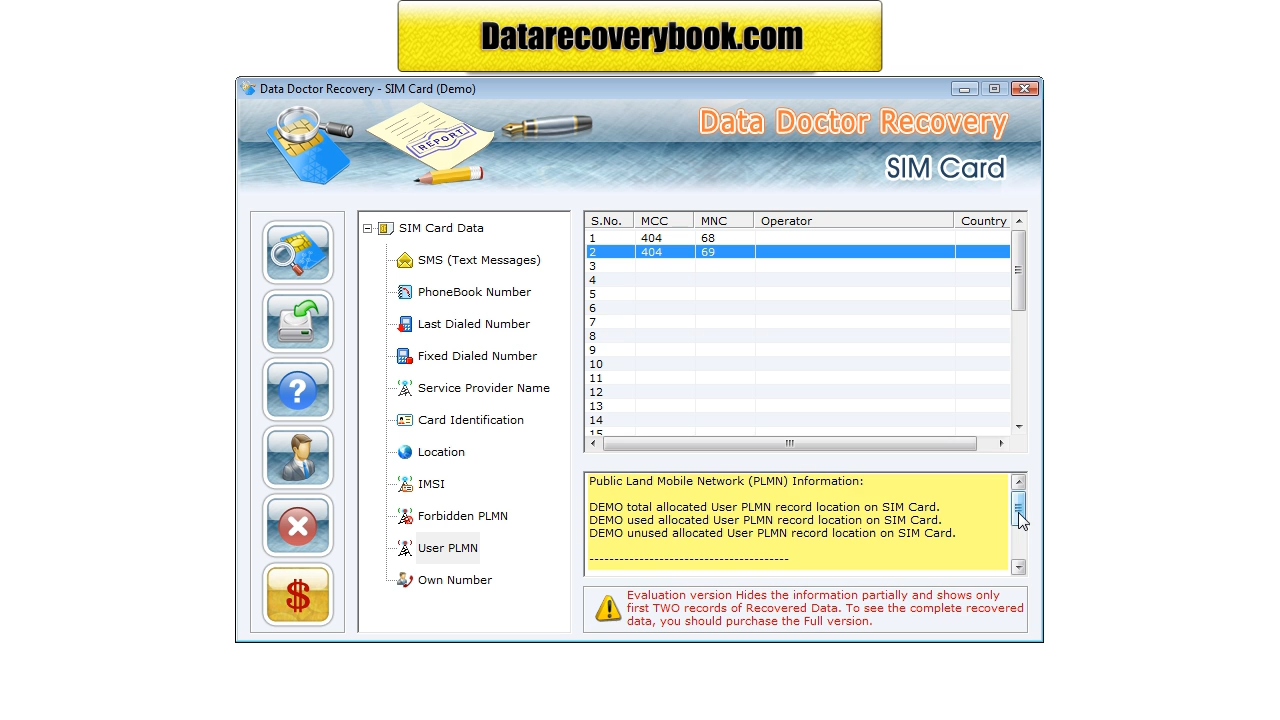 Datarecoverybook.com
Data Doctor Recovery - SIM Card (Demo)
REPORT
Data Doctor Recovery
SIM Card
SIM Card Data
SMS (Text Messages)
PhoneBook Number
Last Dialed Number
Fixed Dialed Number
Service Provider Name
Card Identification
Location
IMSI
Forbidden PLMN
User PLMN
Own Number
S.No. MCC MNC Operator Country
1 404 68
2 404 69
3
4
5
6
7
8
9
10
11
12
13
14
15
Public Land Mobile Network (PLMN) Information:
DEMO total allocated User PLMN record location on SIM Card.
DEMO used allocated User PLMN record location on SIM Card.
DEMO unused allocated User PLMN record location on SIM Card.
----------------------------------------
Evaluation version Hides the information partially and shows only
first TWO records of Recovered Data. To see the complete recovered
data, you should purchase the Full version.